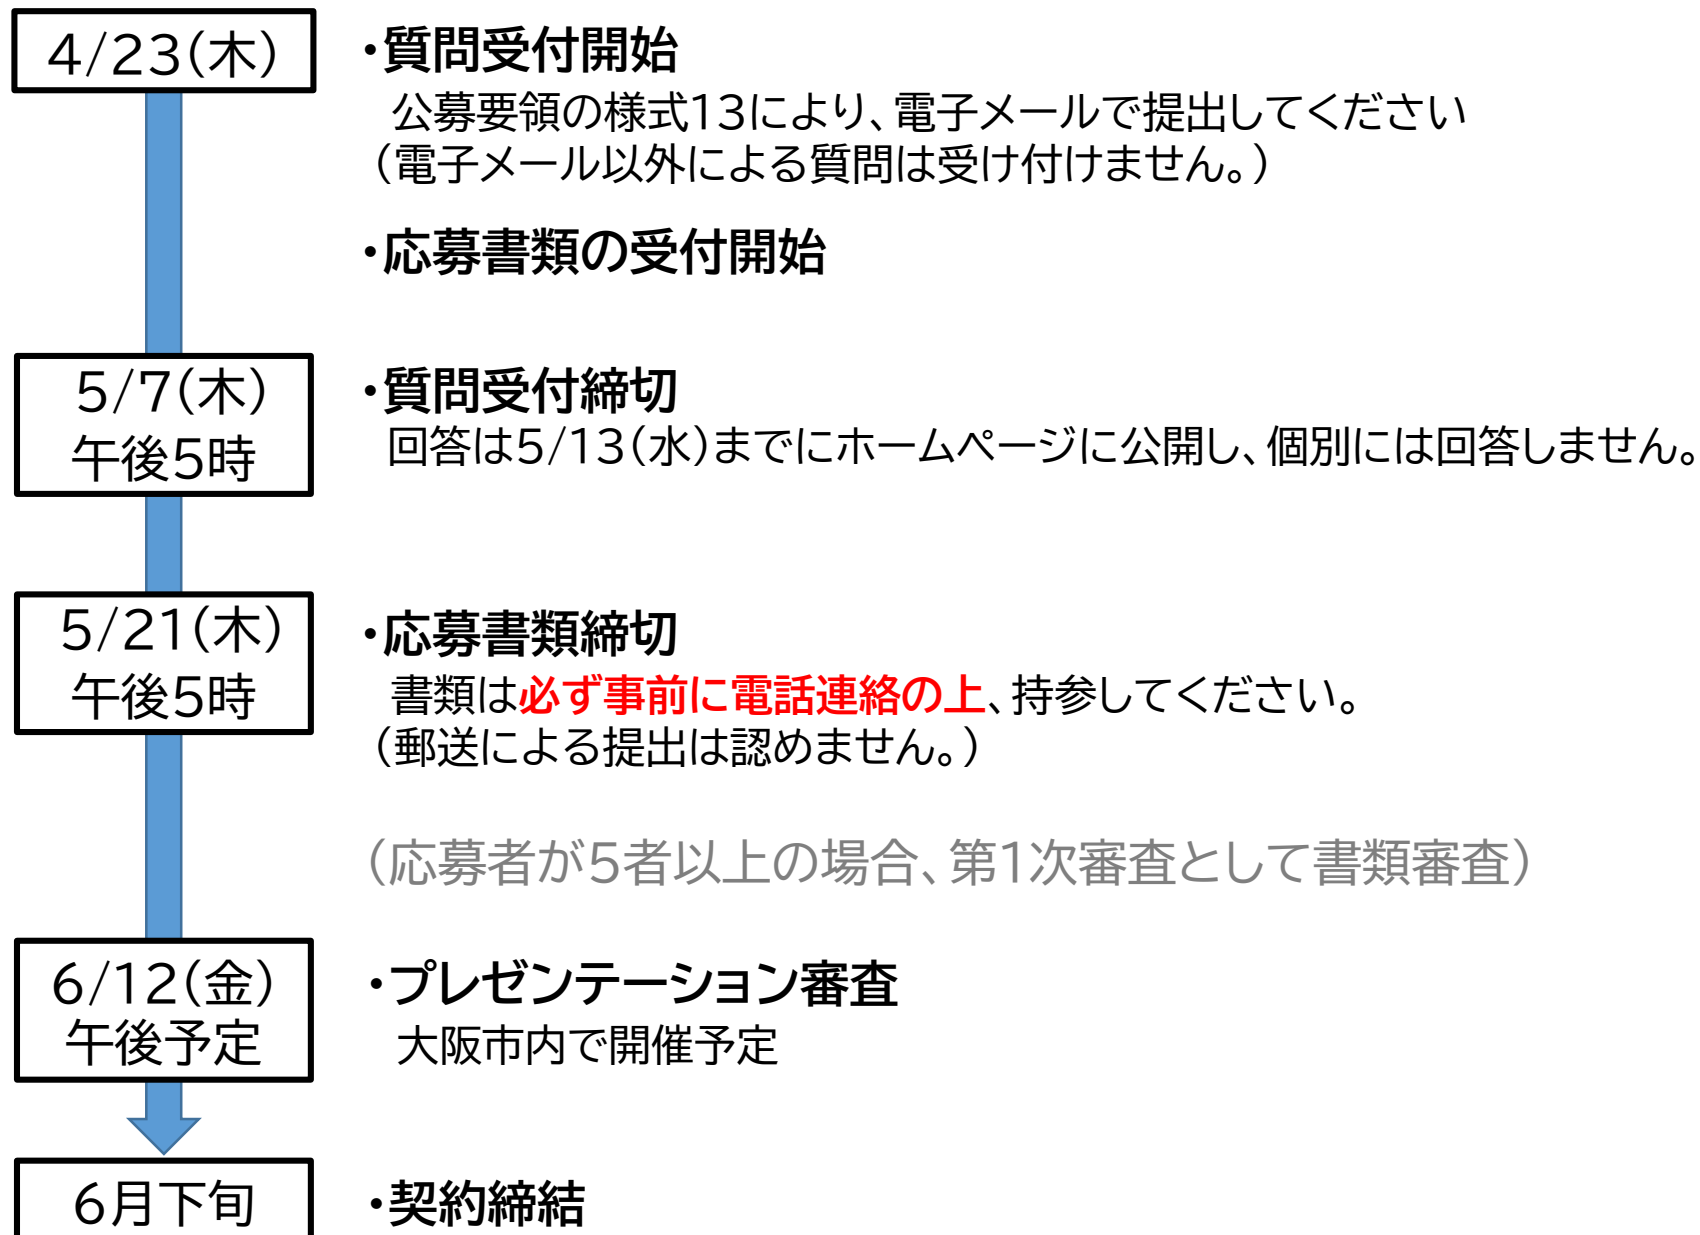 4/23(木)
・質問受付開始
公募要領の様式13により、電子メールで提出してください
(電子メール以外による質問は受け付けません。)
・応募書類の受付開始
5/7(木)
午後5時
・質問受付締切
回答は5/13(水)までにホームページに公開し、個別には回答しません。
5/21(木)
午後5時
・応募書類締切
書類は必ず事前に電話連絡の上、持参してください。
(郵送による提出は認めません。)
(応募者が5者以上の場合、第1次審査として書類審査)
6/12(金)
午後予定
・プレゼンテーション審査
大阪市内で開催予定
6月下旬
・契約締結